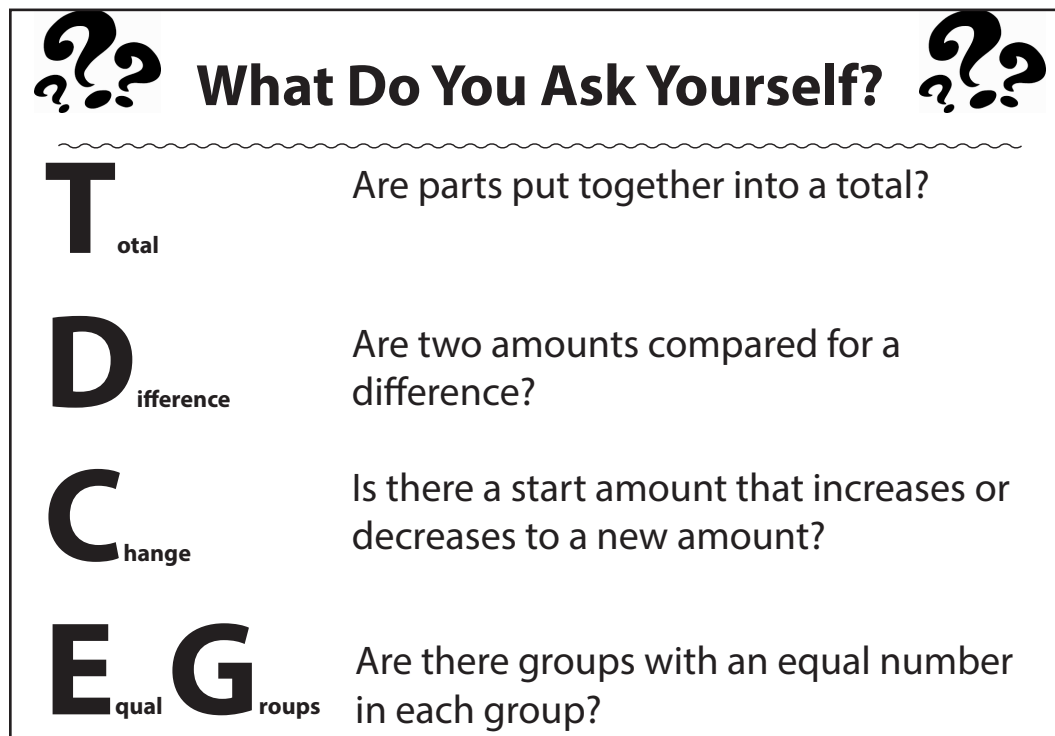 What Do You Ask Yourself?
Total
Are parts put together into a total?
Difference
Are two amounts compared for a
difference?
Change
Is there a start amount that increases or
decreases to a new amount?
Equal Groups
Are there groups with an equal number
in each group?